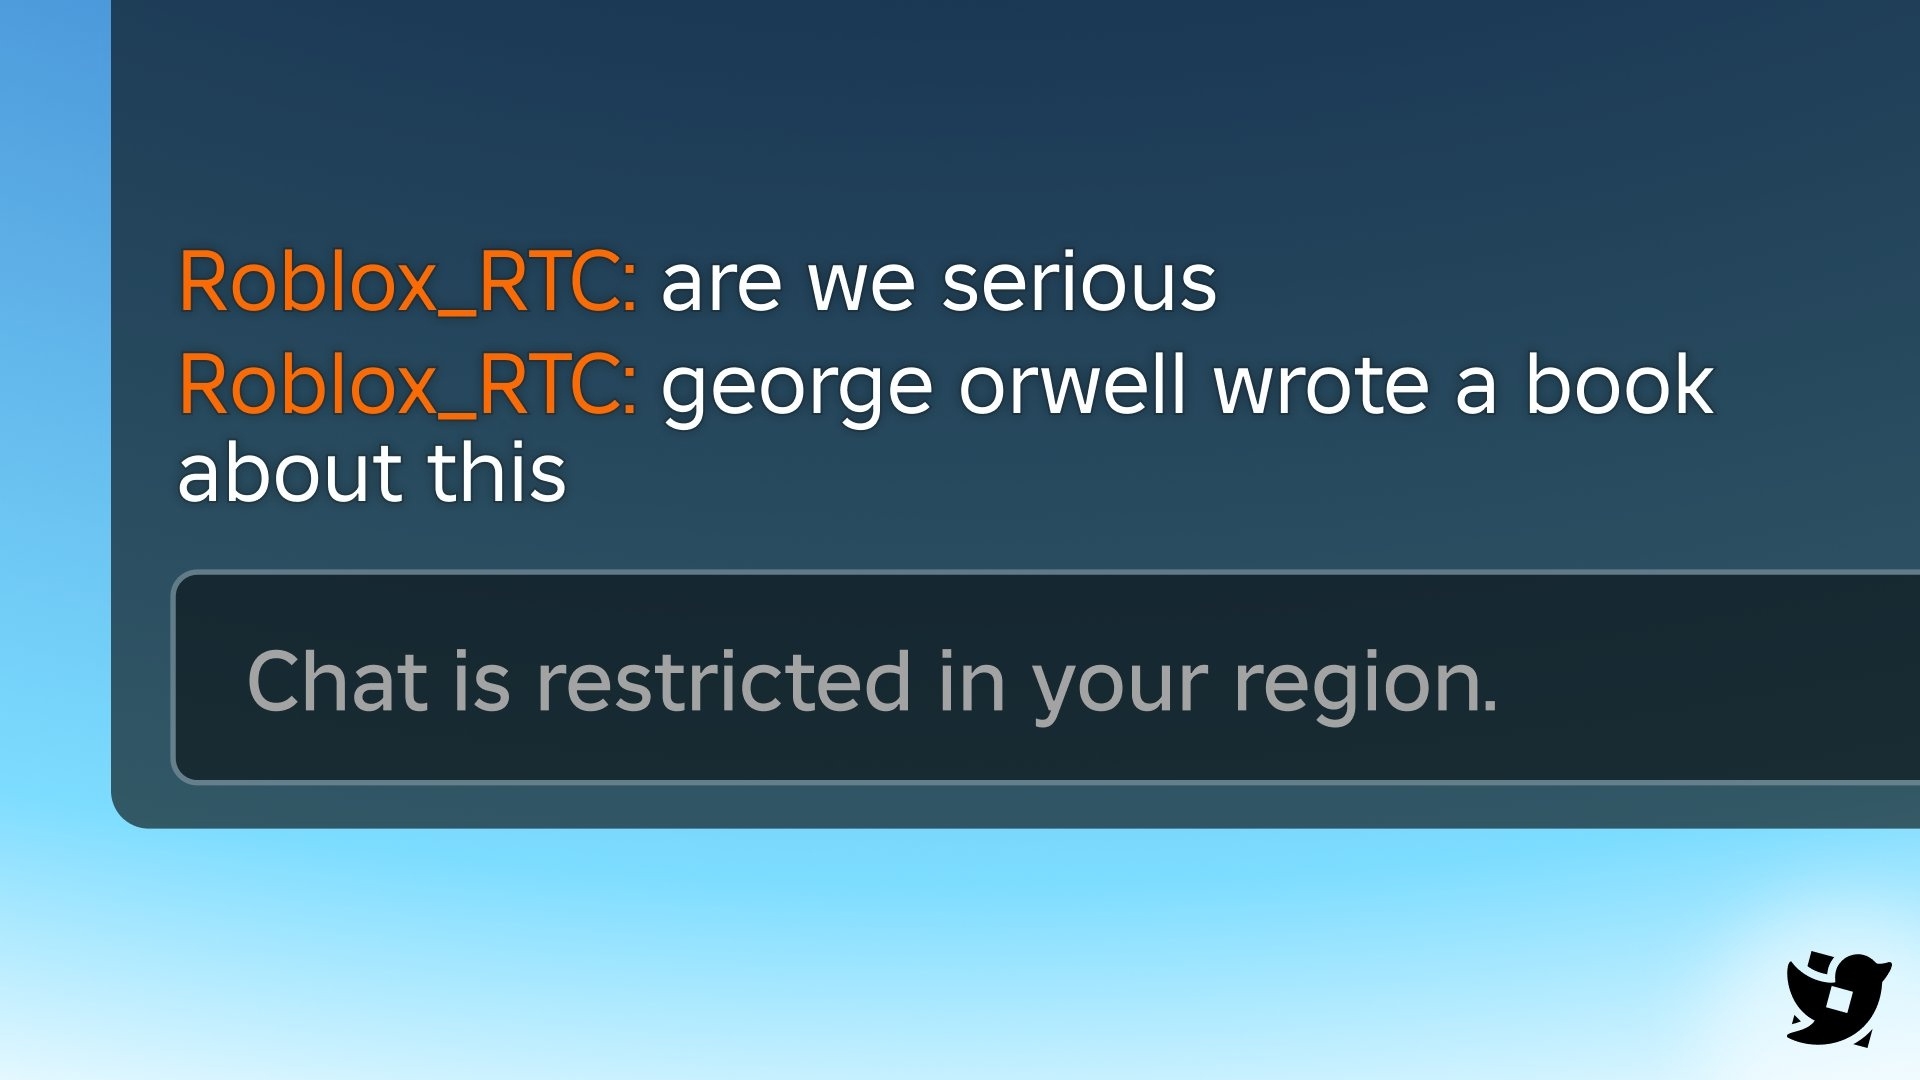 Roblox_RTC: are we serious
Roblox_RTC: george orwell wrote a book
about this
Chat is restricted in your region.